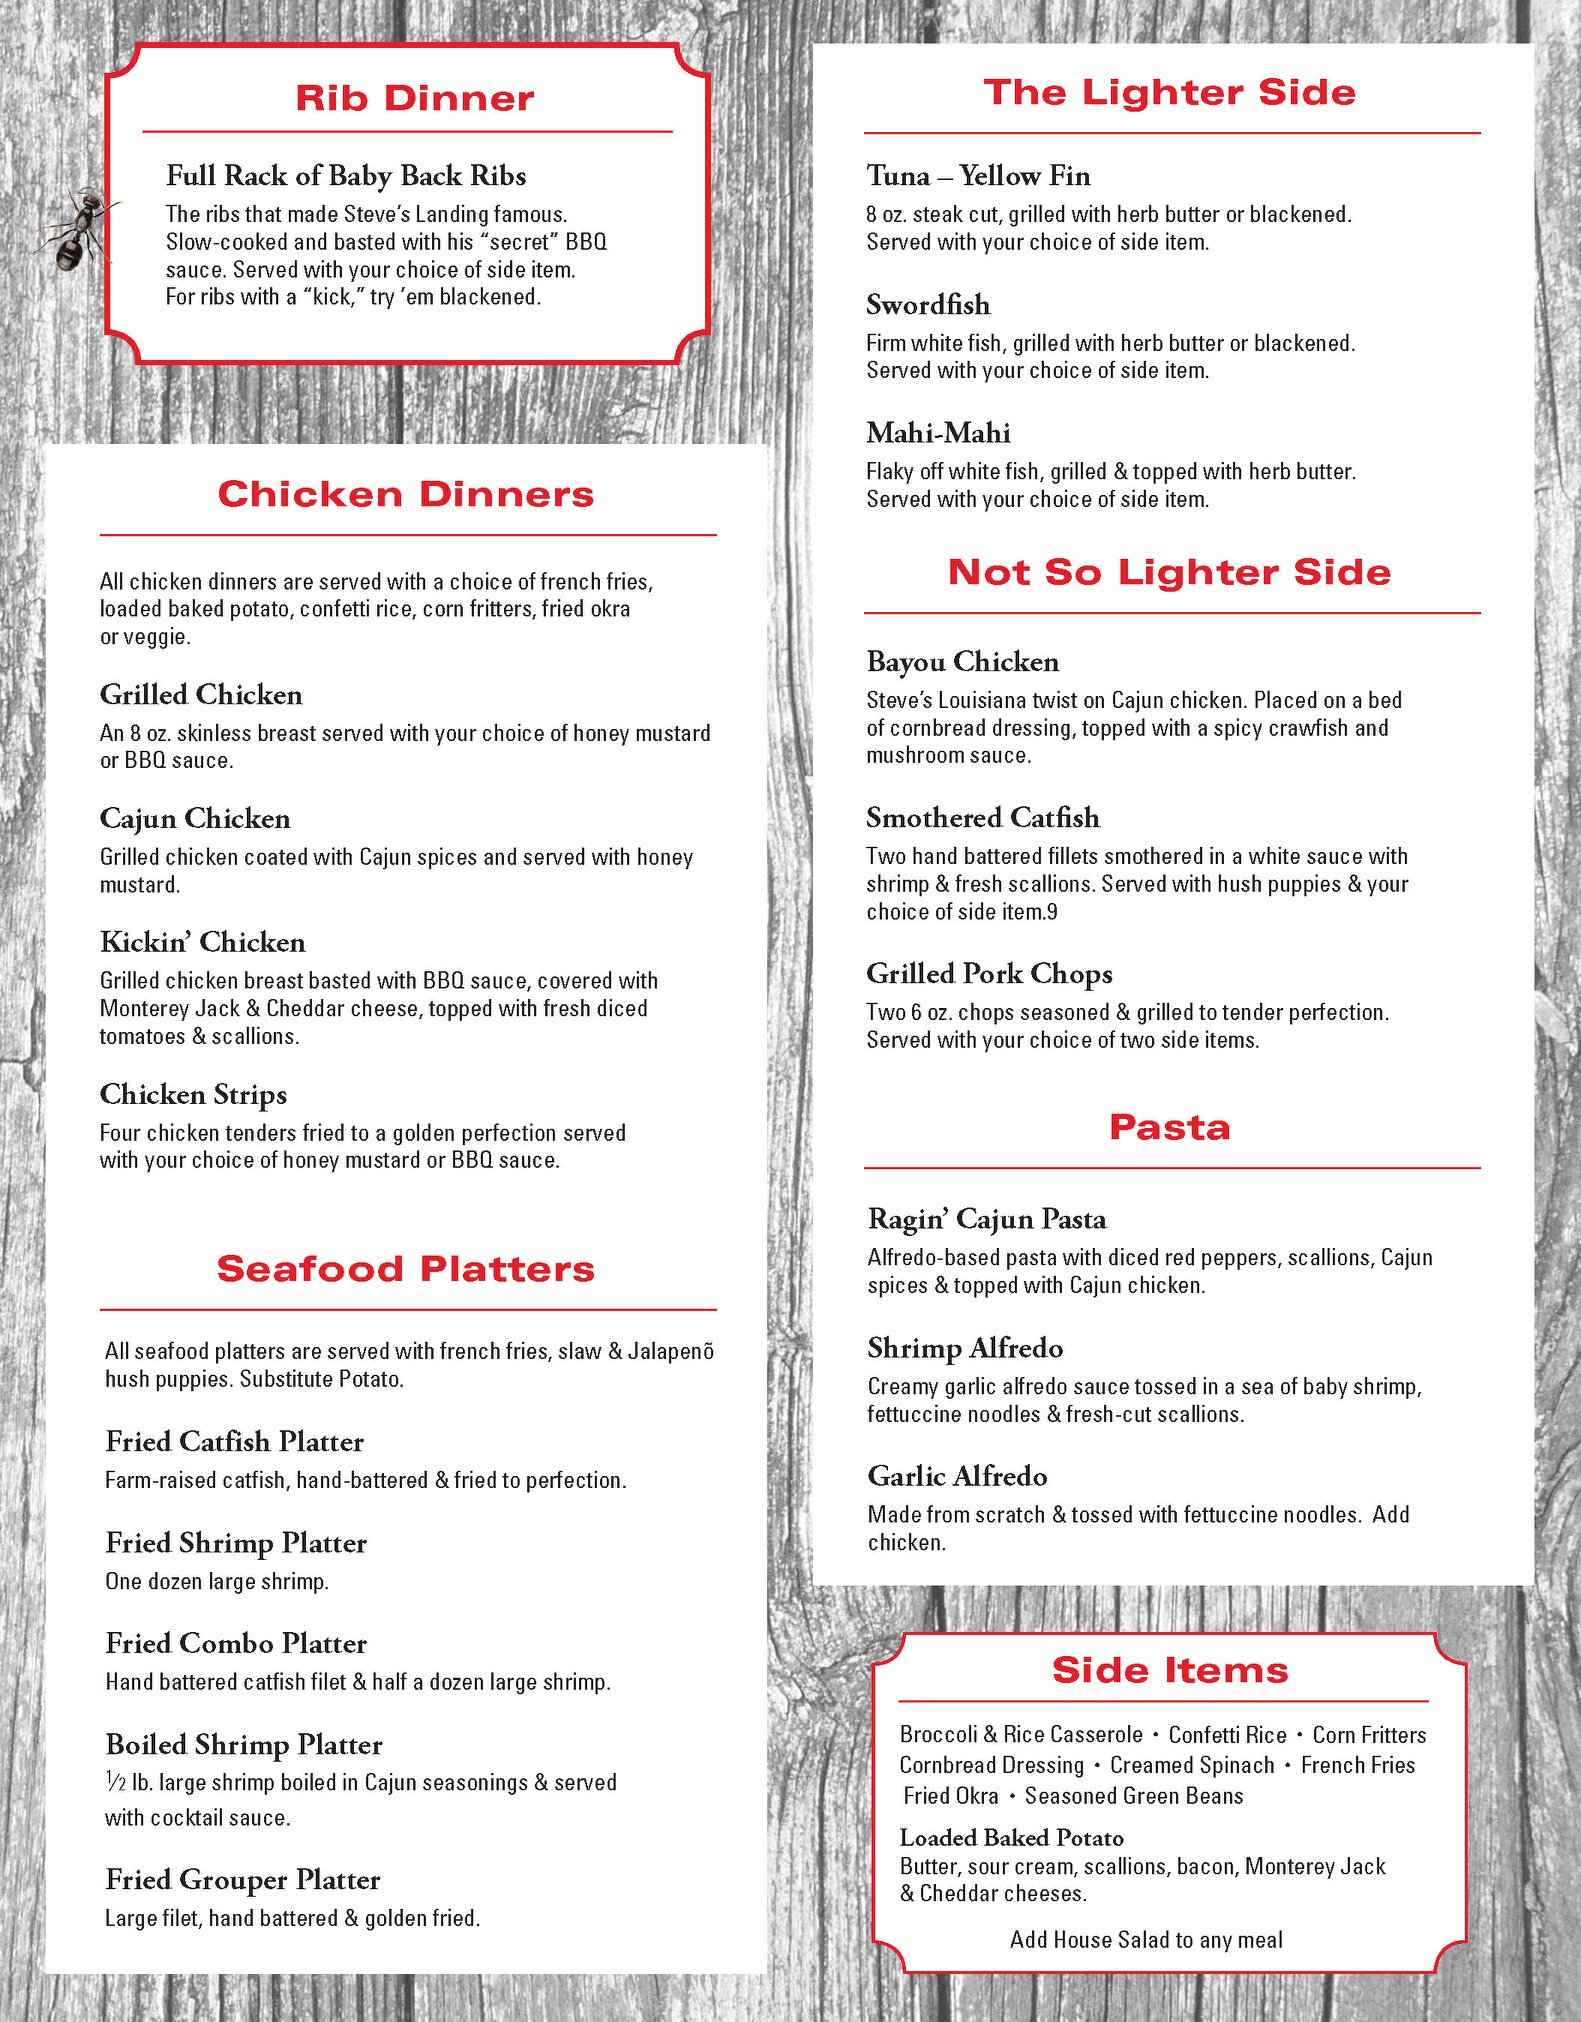 Rib Dinner
Full Rack of Baby Back Ribs
The ribs that made Steve's Landing famous.
Slow-cooked and basted with his “secret” BBQ
sauce. Served with your choice of side item.
For ribs with a “kick,” try ’em blackened.
Chicken Dinners
All chicken dinners are served with a choice of french fries,
loaded baked potato, confetti rice, corn fritters, fried okra
or veggie.
Grilled Chicken
An 8 oz. skinless breast served with your choice of honey mustard
or BBQ sauce.
Cajun Chicken
Grilled chicken coated with Cajun spices and served with honey
mustard.
Kickin’ Chicken
Grilled chicken breast basted with BBQ sauce, covered with
Monterey Jack & Cheddar cheese, topped with fresh diced
tomatoes & scallions.
Chicken Strips
Four chicken tenders fried to a golden perfection served
with your choice of honey mustard or BBQ sauce.
Seafood Platters
All seafood platters are served with french fries, slaw & Jalapenõ
hush puppies. Substitute Potato.
Fried Catfish Platter
Farm-raised catfish, hand-battered & fried to perfection.
Fried Shrimp Platter
One dozen large shrimp.
Fried Combo Platter
Hand battered catfish filet & half a dozen large shrimp.
Boiled Shrimp Platter
½ lb. large shrimp boiled in Cajun seasonings & served
with cocktail sauce.
Fried Grouper Platter
Large filet, hand battered & golden fried.
The Lighter Side
Tuna – Yellow Fin
8 oz. steak cut, grilled with herb butter or blackened.
Served with your choice of side item.
Swordfish
Firm white fish, grilled with herb butter or blackened.
Served with your choice of side item.
Mahi-Mahi
Flaky off white fish, grilled & topped with herb butter.
Served with your choice of side item.
Not So Lighter Side
Bayou Chicken
Steve’s Louisiana twist on Cajun chicken. Placed on a bed
of cornbread dressing, topped with a spicy crawfish and
mushroom sauce.
Smothered Catfish
Two hand battered fillets smothered in a white sauce with
shrimp & fresh scallions. Served with hush puppies & your
choice of side item.9
Grilled Pork Chops
Two 6 oz. chops seasoned & grilled to tender perfection.
Served with your choice of two side items.
Pasta
Ragin’ Cajun Pasta
Alfredo-based pasta with diced red peppers, scallions, Cajun
spices & topped with Cajun chicken.
Shrimp Alfredo
Creamy garlic alfredo sauce tossed in a sea of baby shrimp,
fettuccine noodles & fresh-cut scallions.
Garlic Alfredo
Made from scratch & tossed with fettuccine noodles. Add
chicken.
Side Items
Broccoli & Rice Casserole • Confetti Rice • Corn Fritters
Cornbread Dressing • Creamed Spinach • French Fries
Fried Okra • Seasoned Green Beans
Loaded Baked Potato
Butter, sour cream, scallions, bacon, Monterey Jack
& Cheddar cheeses.
Add House Salad to any meal